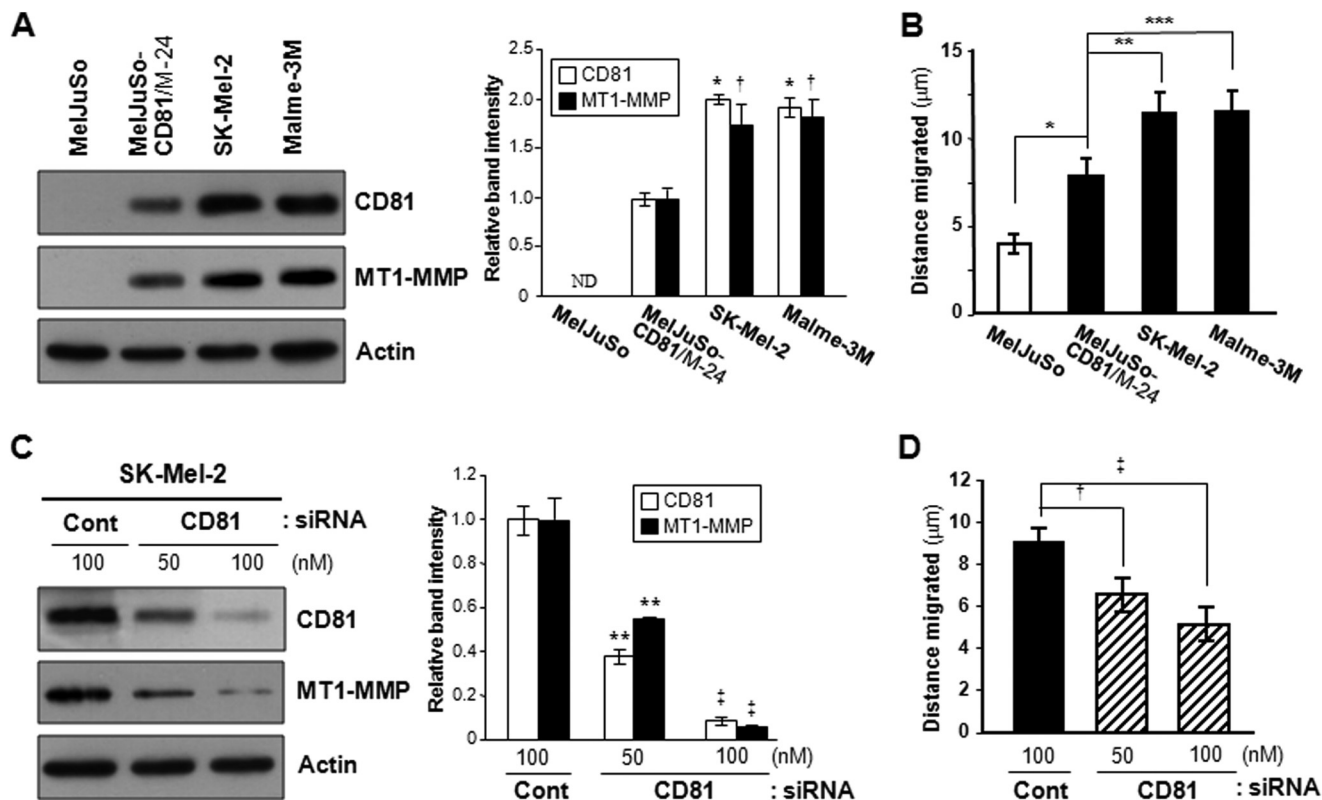 A
MelJuSo
MelJuSo-
CD81/M-24
SK-Mel-2
Malme-3M
CD81
MT1-MMP
Actin
Relative band intensity
2.5
2.0
1.5
1.0
0.5
0
CD81
MT1-MMP
ND
* †
* †
MelJuSo
MelJuSo-
CD81/M-24
SK-Mel-2
Malme-3M
B
Distance migrated (μm)
15
10
5
0
*
**
***
MelJuSo
MelJuSo-
CD81/M-24
SK-Mel-2
Malme-3M
C
SK-Mel-2
Cont CD81 : siRNA
100 50 100 (nM)
CD81
MT1-MMP
Actin
Relative band intensity
1.2
1.0
0.8
0.6
0.4
0.2
0
CD81
MT1-MMP
** **
‡ ‡
100 50 100 (nM)
Cont CD81 : siRNA
D
Distance migrated (μm)
12
10
8
6
4
2
0
‡
†
100 50 100 (nM)
Cont CD81 : siRNA